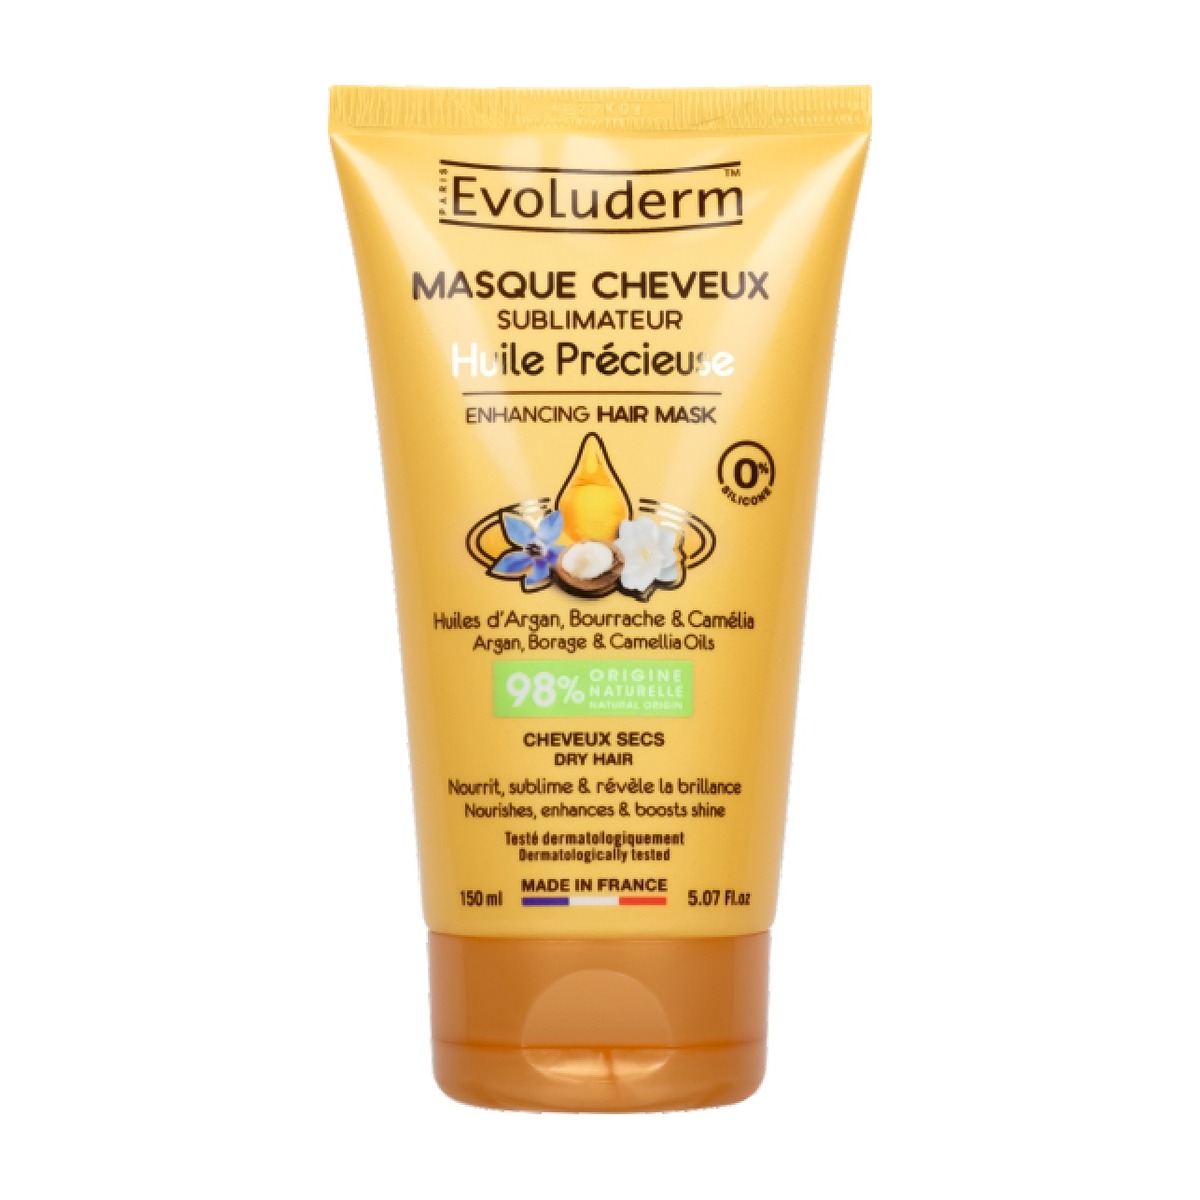 PARIS
Evoluderm™
MASQUE CHEVEUX
SUBLIMATEUR
Huile Précieuse
ENHANCING HAIR MASK
0%
SILICONE
Huiles d'Argan, Bourrache & Camélia
Argan, Borage & Camellia Oils
98% ORIGINE
NATURELLE
NATURAL ORIGIN
CHEVEUX SECS
DRY HAIR
Nourrit, sublime & révèle la brillance
Nourishes, enhances & boosts shine
Testé dermatologiquement
Dermatologically tested
150 ml MADE IN FRANCE 5.07 Fl.oz